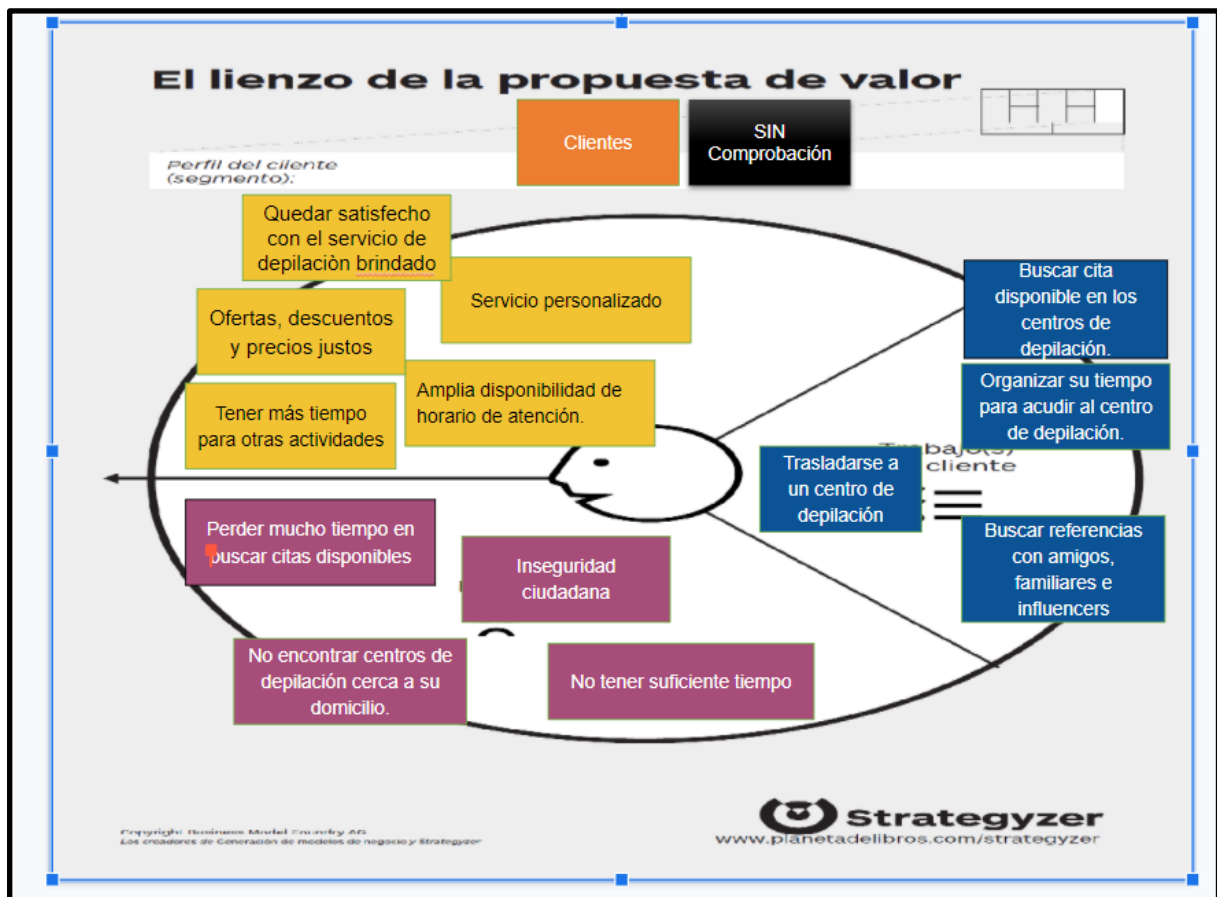 El lienzo de la propuesta de valor
Clientes
SIN
Comprobación
Perfil del cliente
(segmento):
Quedar satisfecho
con el servicio de
depilaciòn brindado
Servicio personalizado
Ofertas, descuentos
y precios justos
Amplia disponibilidad de
horario de atención.
Tener más tiempo
para otras actividades
Buscar cita
disponible en los
centros de
depilación.
Organizar su tiempo
para acudir al centro
de depilación.
cliente
Trasladarse a
un centro de
depilación
Buscar referencias
con amigos,
familiares e
influencers
Perder mucho tiempo en
buscar citas disponibles
Inseguridad
ciudadana
No encontrar centros de
depilación cerca a su
domicilio.
No tener suficiente tiempo
Copyright Business Model Foundry AG
Los creadores de Generación de modelos de negocio y Strategyzer
Strategyzer
www.planetadelibros.com/strategyzer